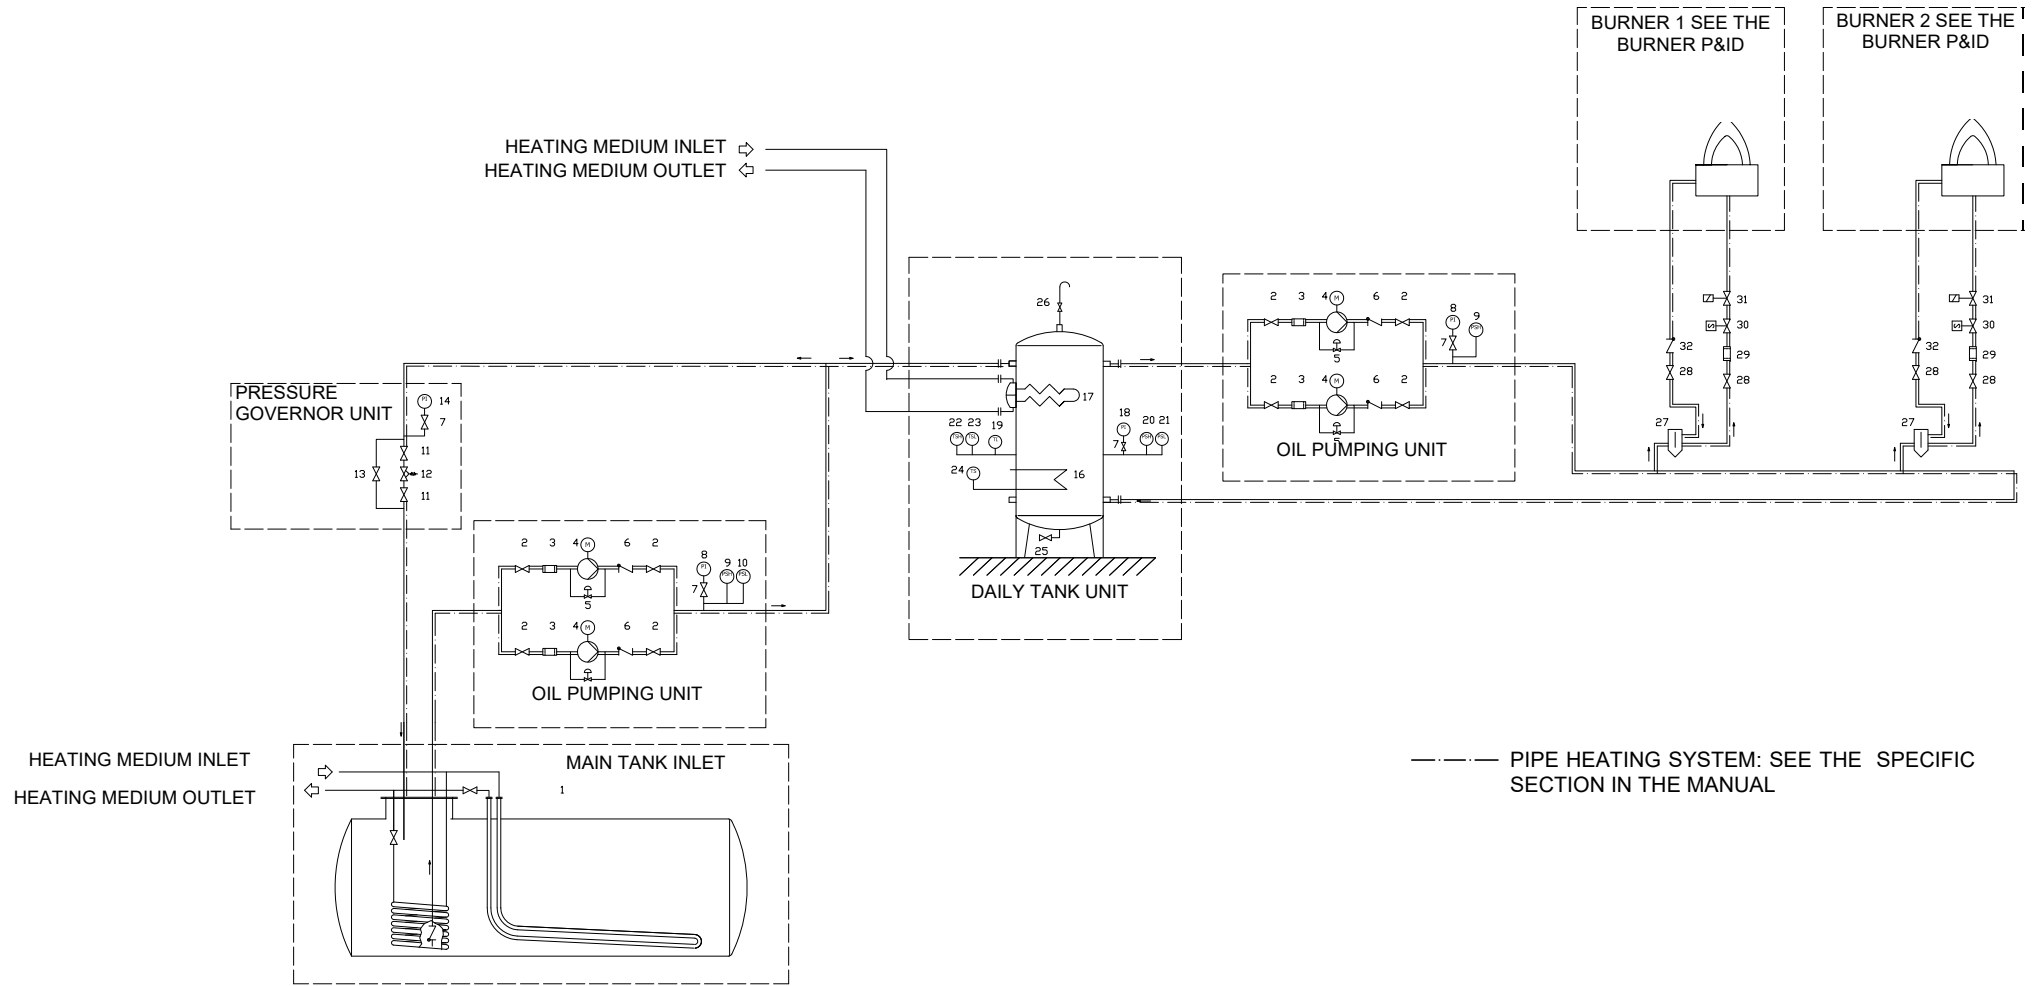 BURNER 1 SEE THE
BURNER P&ID
BURNER 2 SEE THE
BURNER P&ID
HEATING MEDIUM INLET
HEATING MEDIUM OUTLET
26
17
22 23 19
TSH TSL TI
18 20 21
PI PSH PSL
7
24
TS
16
25
DAILY TANK UNIT
2 3 4 M 6 2
5
2 3 4 M 6 2
5
8 9
PI PSH
7
OIL PUMPING UNIT
31
30
29
28
32
28
27
31
30
29
28
32
28
27
PRESSURE
GOVERNOR UNIT
PI 14
7
11
13
12
11
2 3 4 M 6 2
5
2 3 4 M 6 2
8 9 10
PI PSH PSL
7
OIL PUMPING UNIT
HEATING MEDIUM INLET
HEATING MEDIUM OUTLET
MAIN TANK INLET
1
PIPE HEATING SYSTEM: SEE THE SPECIFIC
SECTION IN THE MANUAL